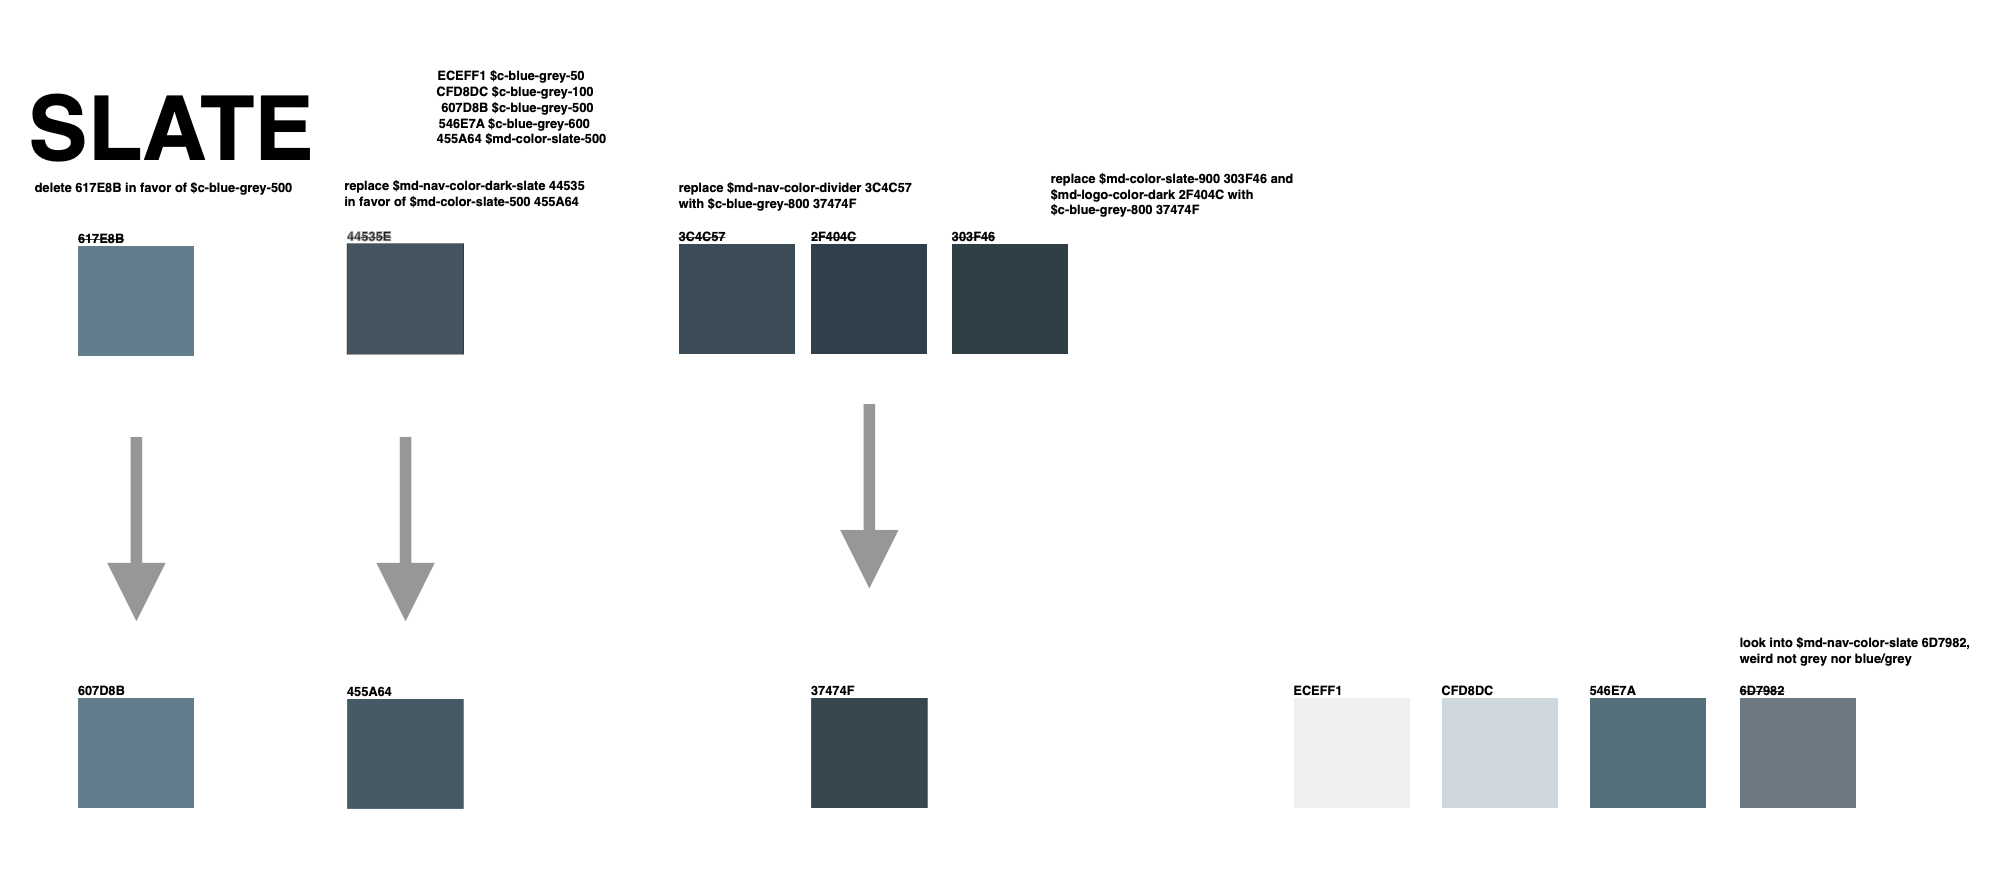 ECEFF1 $c-blue-grey-50
CFD8DC $c-blue-grey-100
607D8B $c-blue-grey-500
546E7A $c-blue-grey-600
455A64 $md-color-slate-500
SLATE
delete 617E8B in favor of $c-blue-grey-500
replace $md-nav-color-dark-slate 44535
in favor of $md-color-slate-500 455A64
replace $md-nav-color-divider 3C4C57
with $c-blue-grey-800 37474F
replace $md-color-slate-900 303F46 and
$md-logo-color-dark 2F404C with
$c-blue-grey-800 37474F
617E8B
44535E
3C4C57
2F404C
303F46
look into $md-nav-color-slate 6D7982,
weird not grey nor blue/grey
607D8B
455A64
37474F
ECEFF1
CFD8DC
546E7A
6D7982